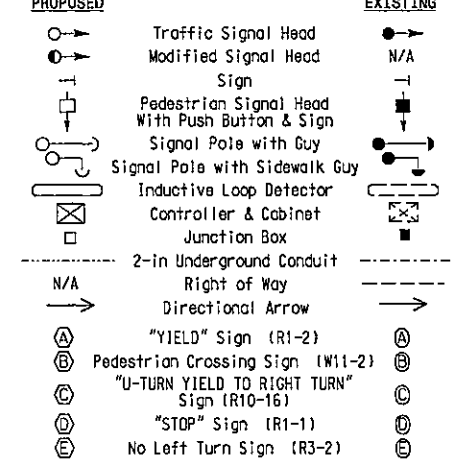 PROPOSED EXISTING
Traffic Signal Head
Modified Signal Head N/A
Sign
Pedestrian Signal Head
With Push Button & Sign
Signal Pole with Guy
Signal Pole with Sidewalk Guy
Inductive Loop Detector
Controller & Cabinet
Junction Box
2-in Underground Conduit
N/A Right of Way
Directional Arrow
A "YIELD" Sign (R1-2) A
B Pedestrian Crossing Sign (W11-2) B
"U-TURN YIELD TO RIGHT TURN"
C Sign (R10-16) C
D "STOP" Sign (R1-1) D
E No Left Turn Sign (R3-2) E